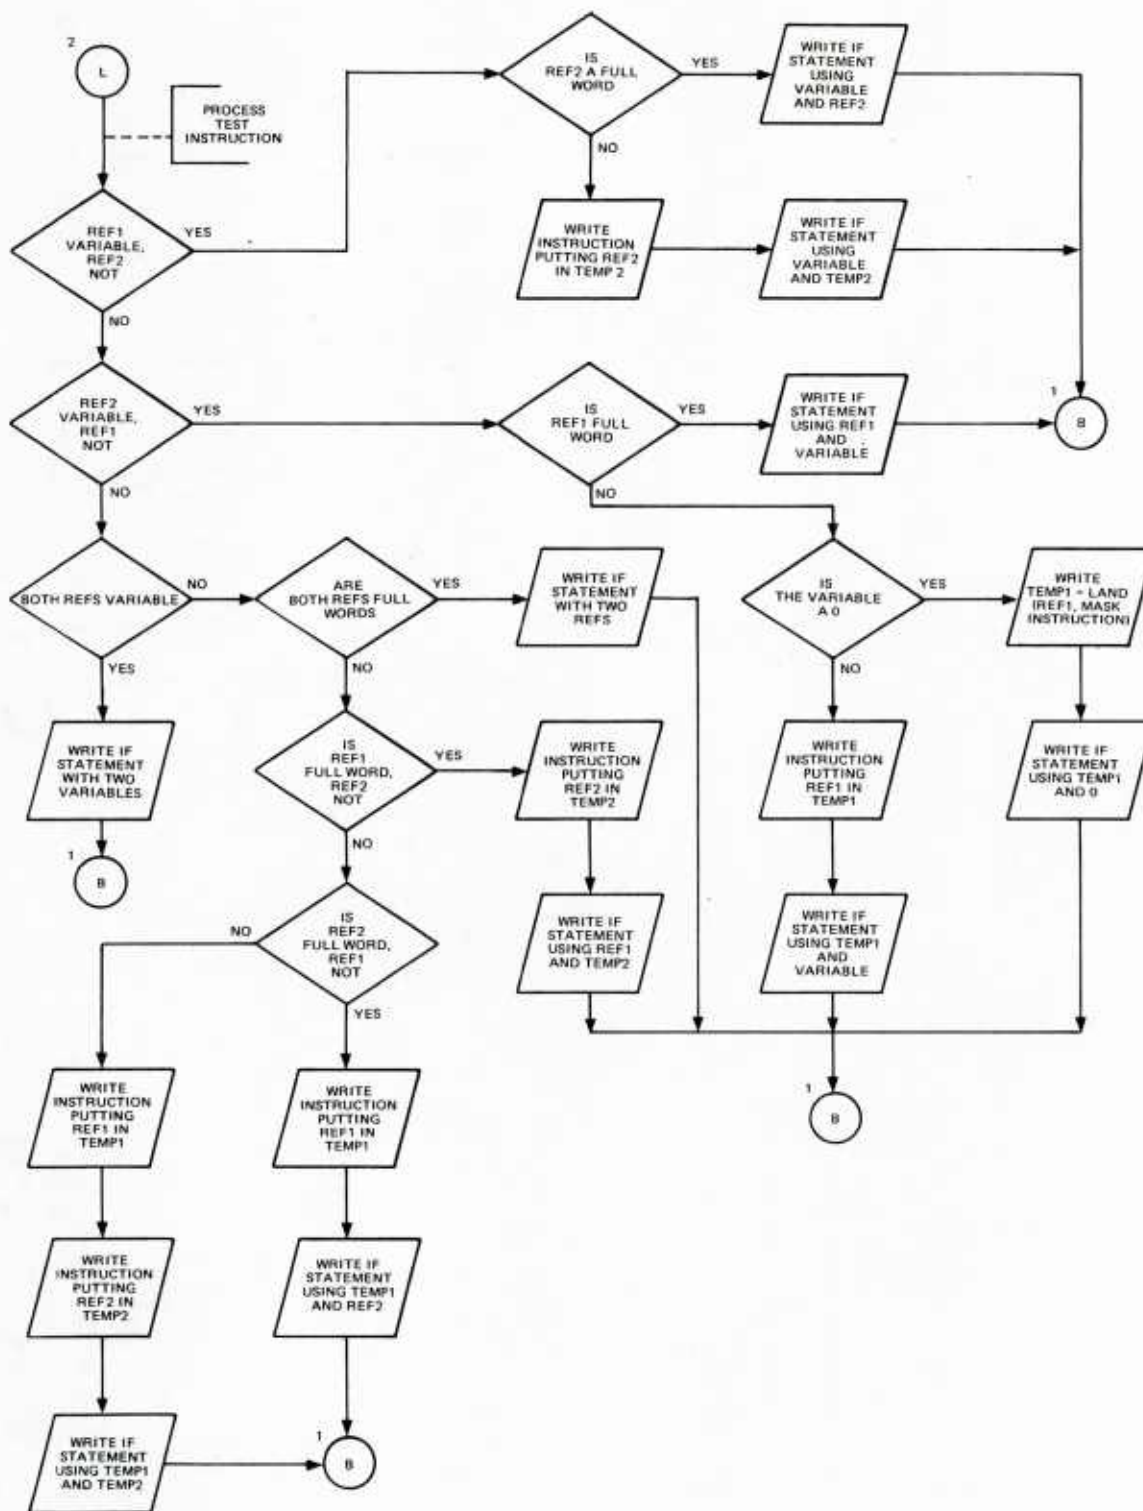 2
L
PROCESS
TEST
INSTRUCTION
REF1
VARIABLE,
REF2
NOT
YES
NO
IS
REF2 A FULL
WORD
YES
NO
WRITE IF
STATEMENT
USING
VARIABLE
AND REF2
WRITE
INSTRUCTION
PUTTING REF2
IN TEMP 2
WRITE IF
STATEMENT
USING
VARIABLE
AND TEMP2
REF2
VARIABLE,
REF1
NOT
YES
NO
IS
REF1 FULL
WORD
YES
NO
WRITE IF
STATEMENT
USING REF1
AND
VARIABLE
1
B
BOTH REFS VARIABLE
NO
YES
ARE
BOTH REFS FULL
WORDS
YES
NO
WRITE IF
STATEMENT
WITH TWO
REFS
IS
THE VARIABLE
A 0
YES
NO
WRITE
TEMP1 = LAND
(REF1, MASK
INSTRUCTION)
WRITE IF
STATEMENT
WITH TWO
VARIABLES
1
B
IS
REF1
FULL WORD,
REF2
NOT
YES
NO
WRITE
INSTRUCTION
PUTTING
REF2 IN
TEMP2
WRITE
INSTRUCTION
PUTTING
REF1 IN
TEMP1
WRITE IF
STATEMENT
USING TEMP1
AND 0
IS
REF2
FULL WORD,
REF1
NOT
NO
YES
WRITE IF
STATEMENT
USING REF1
AND TEMP2
WRITE IF
STATEMENT
USING TEMP1
AND
VARIABLE
1
B
WRITE
INSTRUCTION
PUTTING
REF1 IN
TEMP1
WRITE
INSTRUCTION
PUTTING
REF1 IN
TEMP1
WRITE
INSTRUCTION
PUTTING
REF2 IN
TEMP2
WRITE IF
STATEMENT
USING TEMP1
AND REF2
WRITE IF
STATEMENT
USING TEMP1
AND TEMP2
1
B